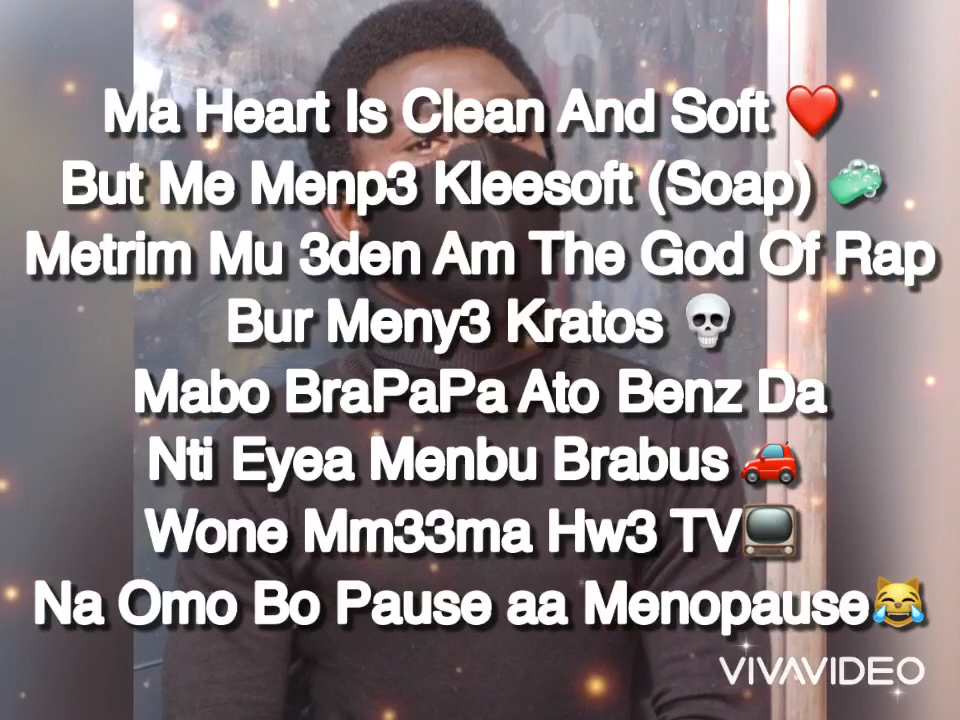 Ma Heart Is Clean And Soft ❤️
But Me Menp3 Kleesoft (Soap) 🧼
Metrim Mu 3den Am The God Of Rap
Bur Meny3 Kratos 💀
Mabo BraPaPa Ato Benz Da
Nti Eyea Menbu Brabus 🚗
Wone Mm33ma Hw3 TV📺
Na Omo Bo Pause aa Menopause😹
VIVAVIDEO